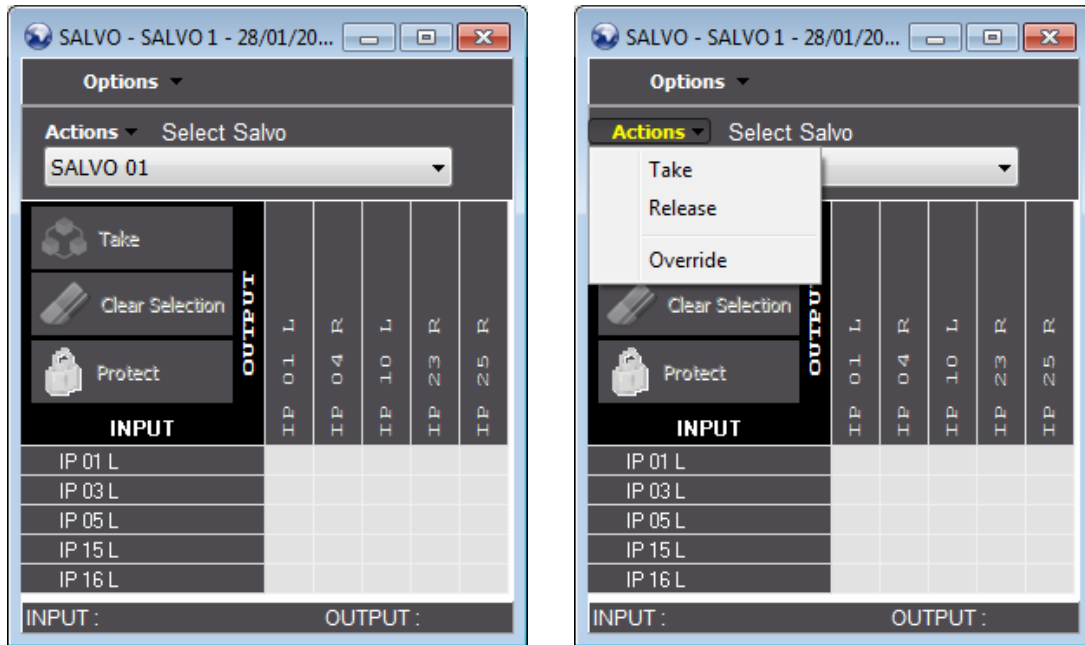 SALVO - SALVO 1 - 28/01/20...
Options
Actions Select Salvo
SALVO 01
Take
Clear Selection
Protect
OUTPUT
IP 01 L
IP 04 R
IP 10 L
IP 23 R
IP 25 R
INPUT
IP 01 L
IP 03 L
IP 05 L
IP 15 L
IP 16 L
INPUT : OUTPUT :
SALVO - SALVO 1 - 28/01/20...
Options
Actions Select Salvo
Take
Release
Override
Clear Selection
Protect
OUTPUT
IP 01 L
IP 04 R
IP 10 L
IP 23 R
IP 25 R
INPUT
IP 01 L
IP 03 L
IP 05 L
IP 15 L
IP 16 L
INPUT : OUTPUT :